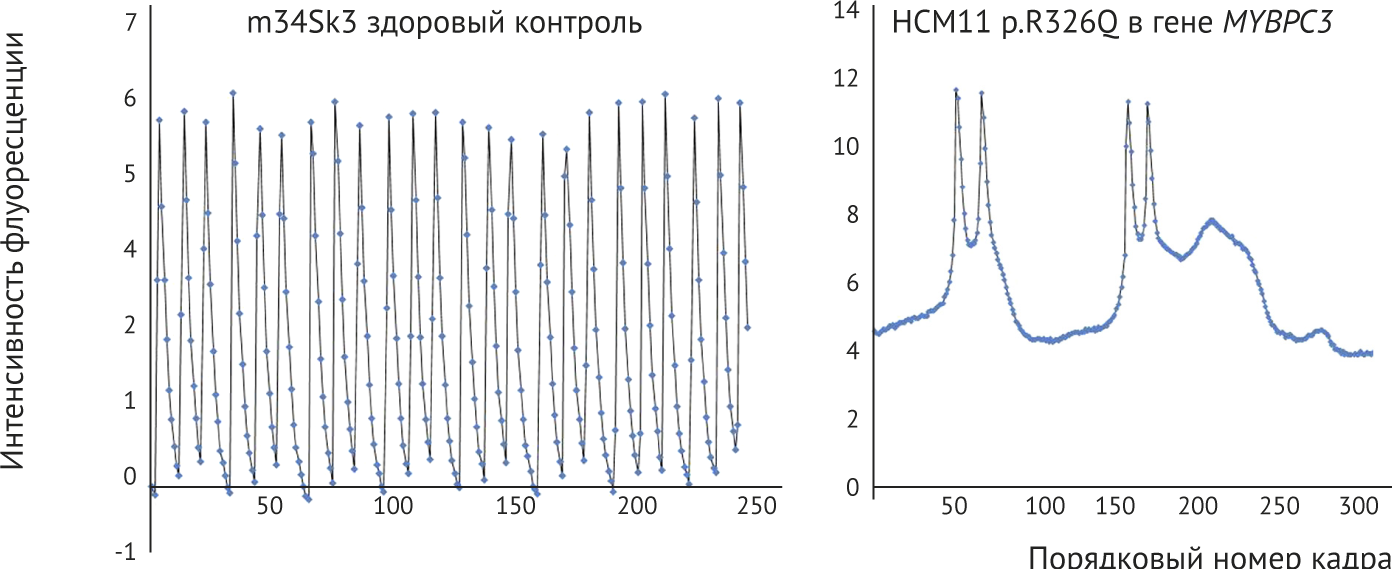 Интенсивность флуоресценции
m34Sk3 здоровый контроль
7
6
5
4
2
1
0
-1
50 100 150 200 250
HCM11 p.R326Q в гене MYBPC3
14
12
10
8
6
4
2
0
50 100 150 200 250 300
Порядковый номер кадра